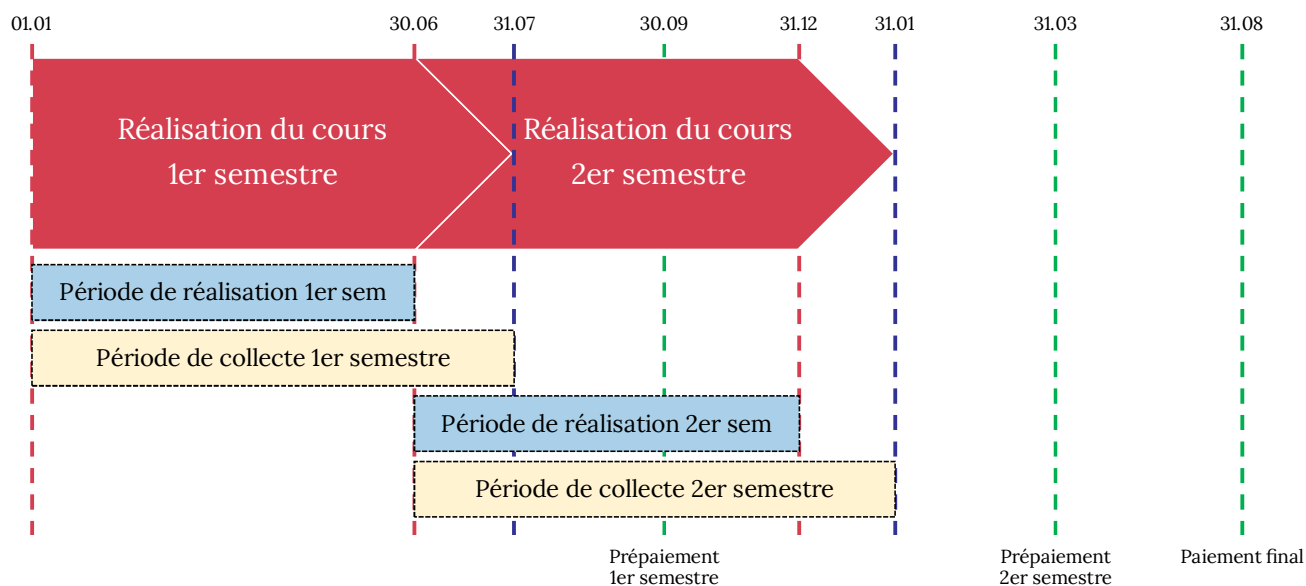 01.01
30.06
31.07
30.09
31.12
31.01
31.03
31.08
Réalisation du cours
1er semestre
Réalisation du cours
2er semestre
Période de réalisation 1er sem
Période de collecte 1er semestre
Période de réalisation 2er sem
Période de collecte 2er semestre
Prépaiement
1er semestre
Prépaiement
2er semestre
Paiement final